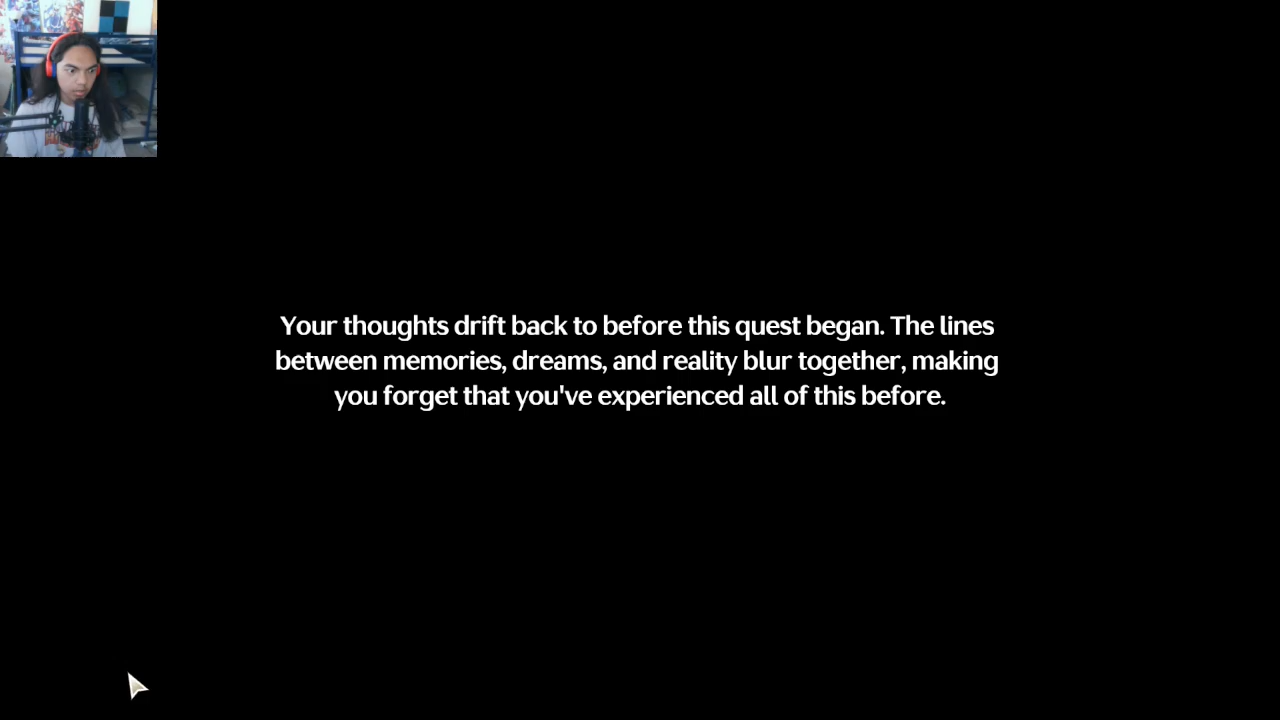 Your thoughts drift back to before this quest began. The lines
between memories, dreams, and reality blur together, making
you forget that you've experienced all of this before.